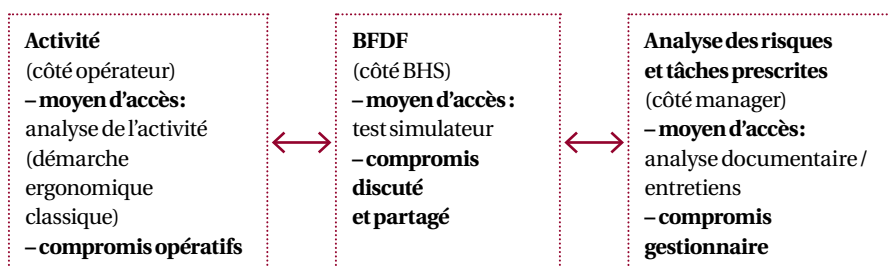 Activité
(côté opérateur)
– moyen d’accès :
analyse de l’activité
(démarche
ergonomique
classique)
– compromis opératifs
BFDF
(côté BHS)
– moyen d’accès :
test simulateur
– compromis
discuté
et partagé
Analyse des risques
et tâches prescrites
(côté manager)
– moyen d’accès :
analyse documentaire /
entretiens
– compromis
gestionnaire